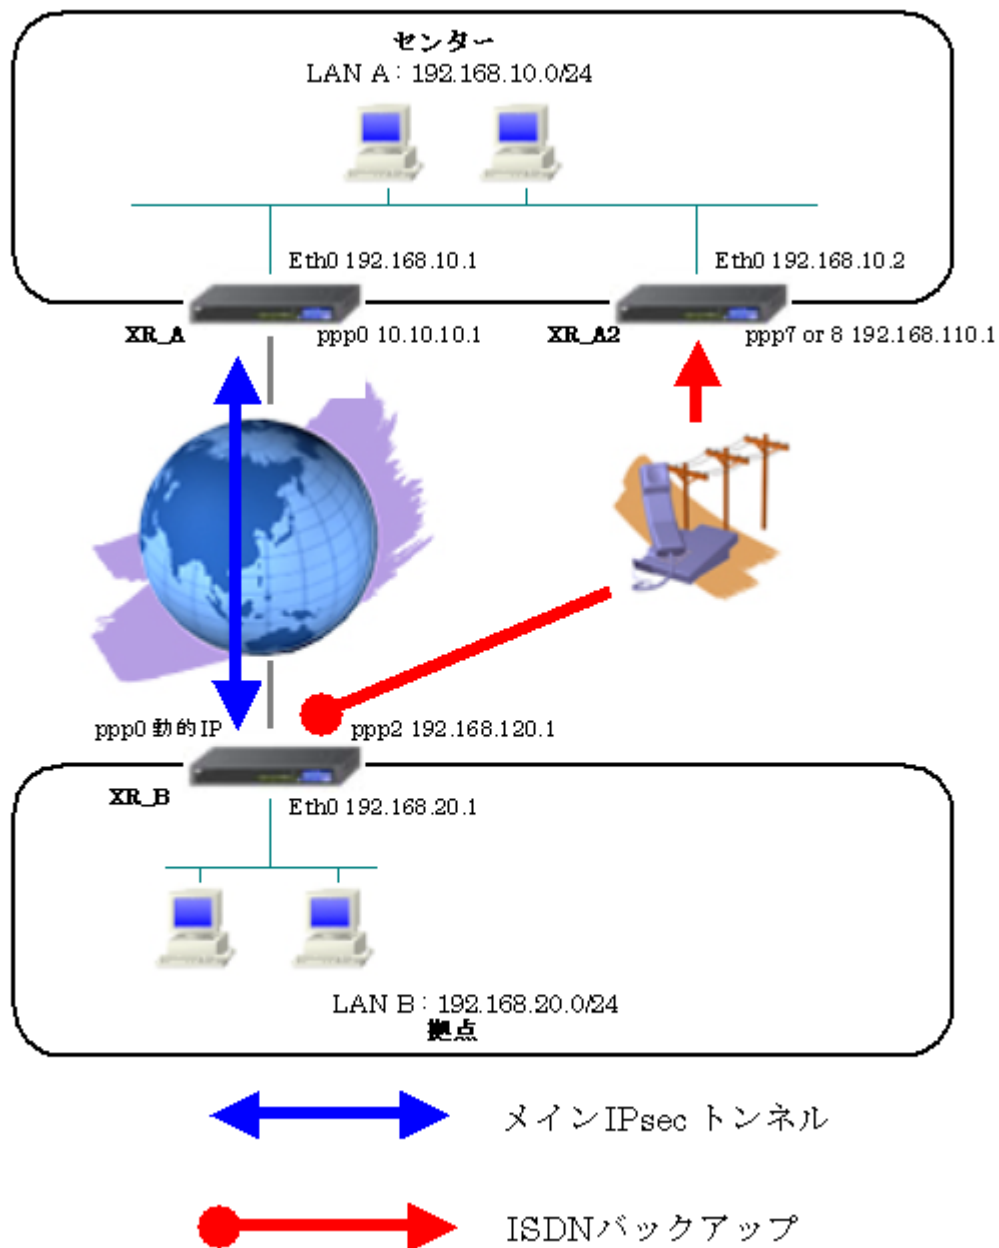 センター
LAN A：192.168.10.0/24
Eth0 192.168.10.1
Eth0 192.168.10.2
XR_A
ppp0 10.10.10.1
XR_A2
ppp7 or 8 192.168.110.1
ppp0 動的IP
ppp2 192.168.120.1
XR_B
Eth0 192.168.20.1
LAN B：192.168.20.0/24
拠点
メインIPsec トンネル
ISDNバックアップ